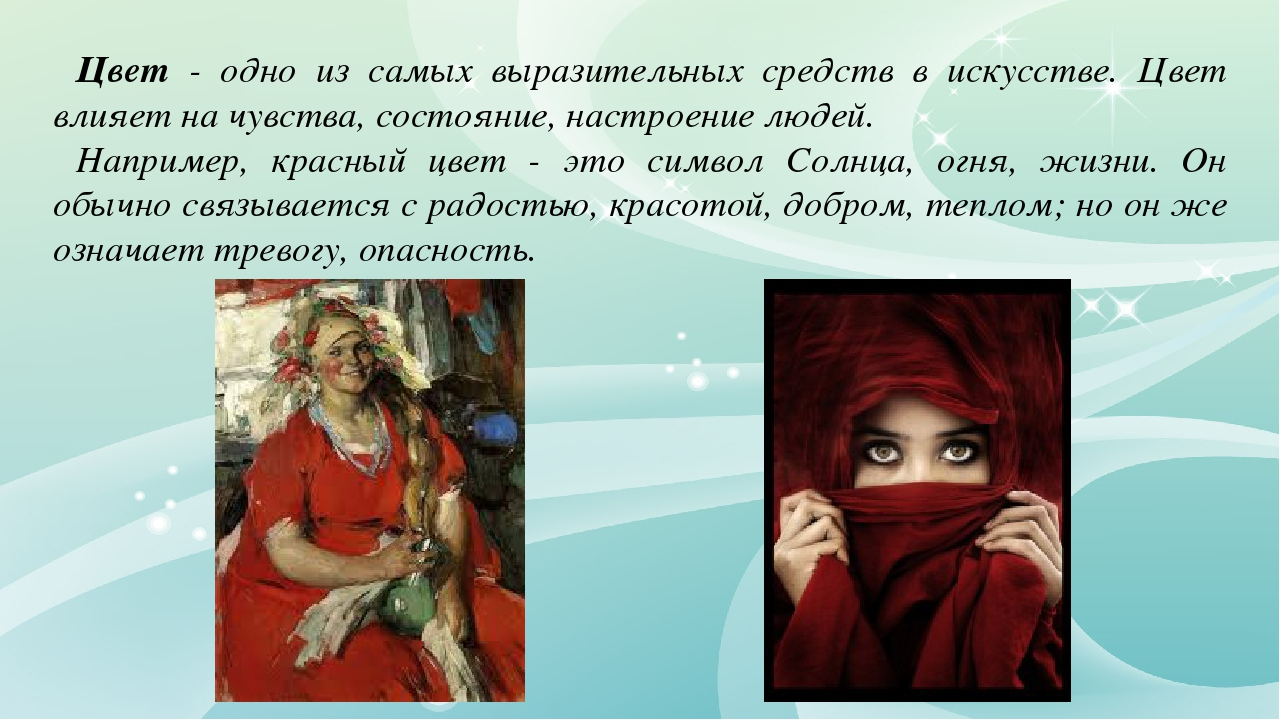 Цвет - одно из самых выразительных средств в искусстве. Цвет
влияет на чувства, состояние, настроение людей.
Например, красный цвет - это символ Солнца, огня, жизни. Он
обычно связывается с радостью, красотой, добром, теплом; но он же
означает тревогу, опасность.